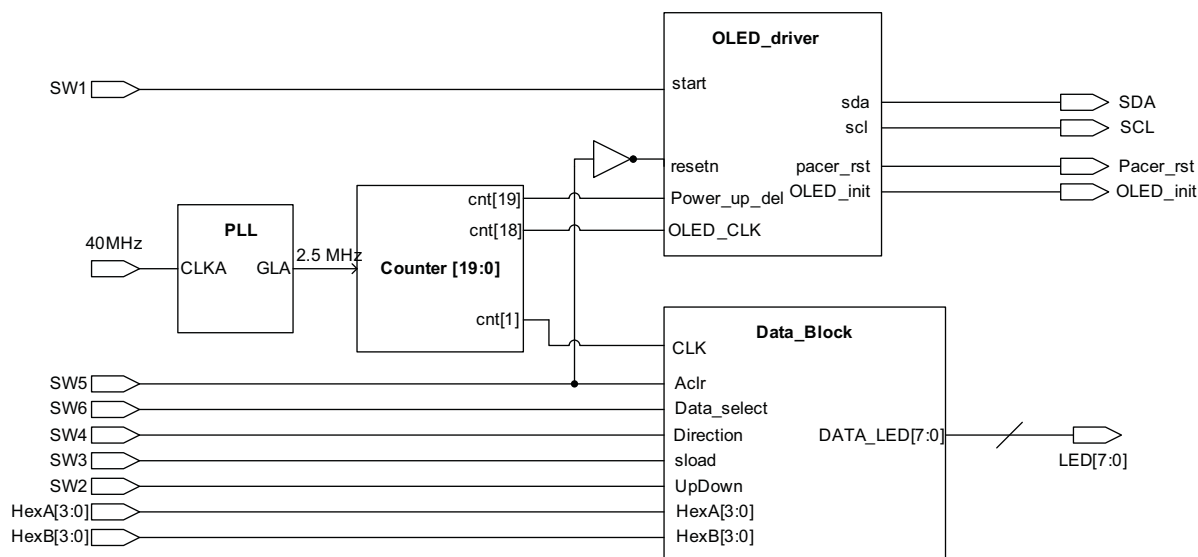 OLED_driver
SW1
start
sda
SDA
scl
SCL
resetn
pacer_rst
Pacer_rst
cnt[19]
Power_up_del
OLED_init
OLED_init
PLL
cnt[18]
OLED_CLK
40MHz
2.5 MHz
CLKA
GLA
Counter [19:0]
cnt[1]
Data_Block
CLK
SW5
Aclr
SW6
Data_select
SW4
Direction
DATA_LED[7:0]
SW3
sload
LED[7:0]
SW2
UpDown
HexA[3:0]
HexA[3:0]
HexB[3:0]
HexB[3:0]